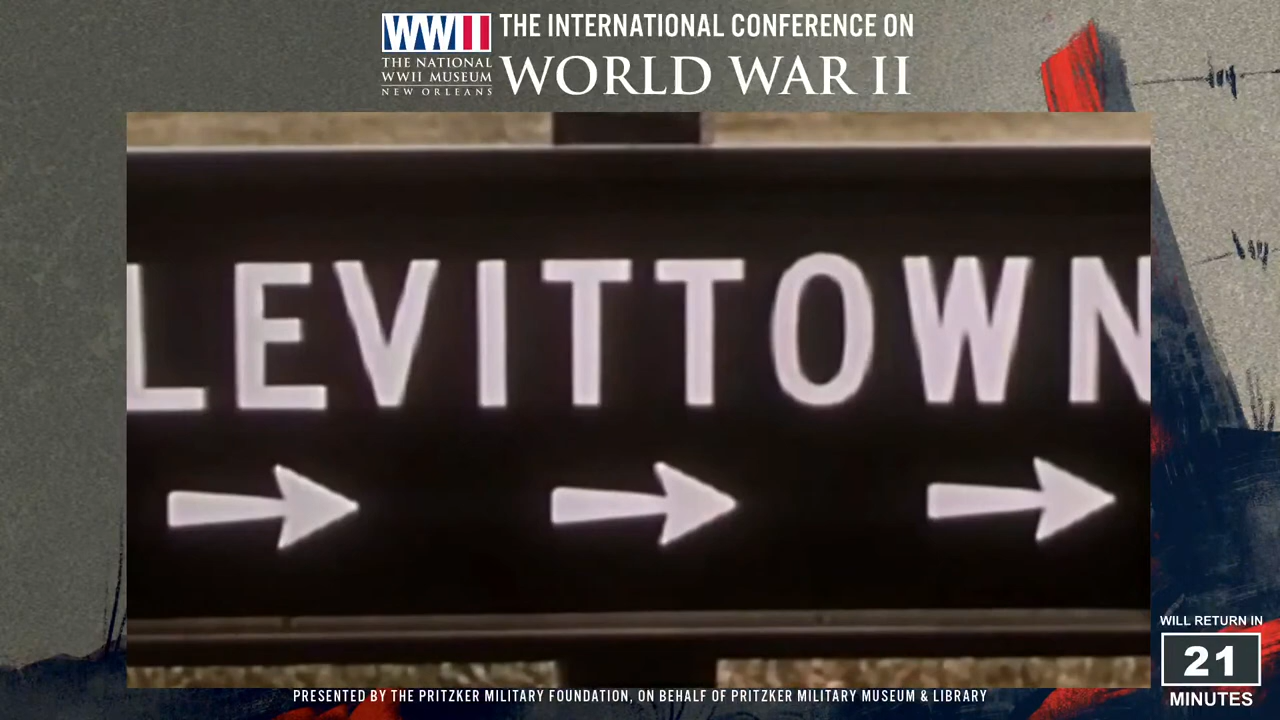 WWII
THE NATIONAL
WWII MUSEUM
NEW ORLEANS
THE INTERNATIONAL CONFERENCE ON
WORLD WAR II
LEVITTOWN
WILL RETURN IN
21
MINUTES
PRESENTED BY THE PRITZKER MILITARY FOUNDATION, ON BEHALF OF PRITZKER MILITARY MUSEUM & LIBRARY